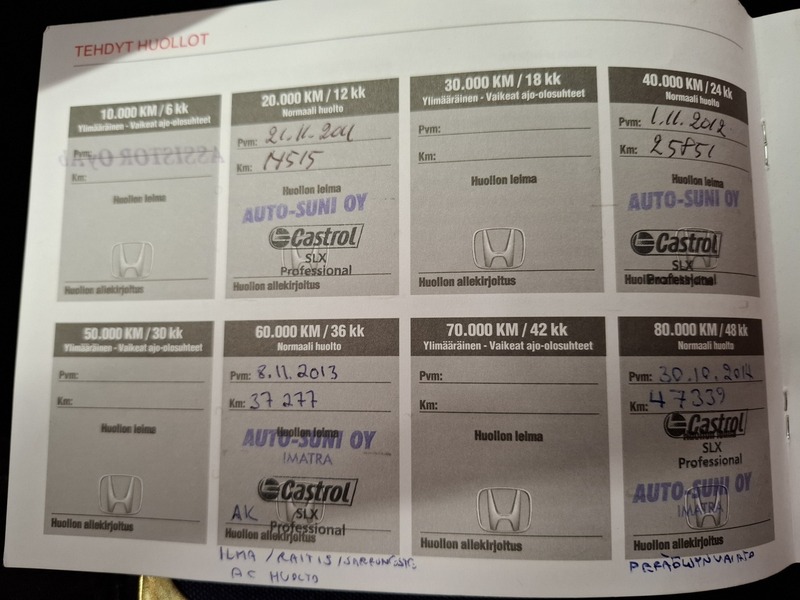 TEHDYT HUOLLOT
10.000 KM / 6 kk
Ylimääräinen - Vaikeat ajo-olosuhteet
Pvm:
Km:
Huollon leima
Huollon allekirjoitus
20.000 KM / 12 kk
Normaali huolto
Pvm: 21.11.2011
Km: 14515
Huollon leima
AUTO-SUNI OY
Castrol
SLX
Professional
Huollon allekirjoitus
30.000 KM / 18 kk
Ylimääräinen - Vaikeat ajo-olosuhteet
Pvm:
Km:
Huollon leima
Huollon allekirjoitus
40.000 KM / 24 kk
Normaali huolto
Pvm: 1.11.2012
Km: 25851
Huollon leima
AUTO-SUNI OY
Castrol
SLX
Professional
Huollon allekirjoitus
50.000 KM / 30 kk
Ylimääräinen - Vaikeat ajo-olosuhteet
Pvm:
Km:
Huollon leima
Huollon allekirjoitus
60.000 KM / 36 kk
Normaali huolto
Pvm: 8.11.2013
Km: 37 277
Huollon leima
AUTO-SUNI OY
IMATRA
Castrol
AK SLX
Professional
Huollon allekirjoitus
ILMA / RAITIS /
AC HUOLTO
70.000 KM / 42 kk
Ylimääräinen - Vaikeat ajo-olosuhteet
Pvm:
Km:
Huollon leima
Huollon allekirjoitus
80.000 KM / 48 kk
Normaali huolto
Pvm: 30.10.2014
Km: 47339
Castrol
Huollon leima
SLX
Professional
AUTO-SUNI OY
IMATRA
Huollon allekirjoitus